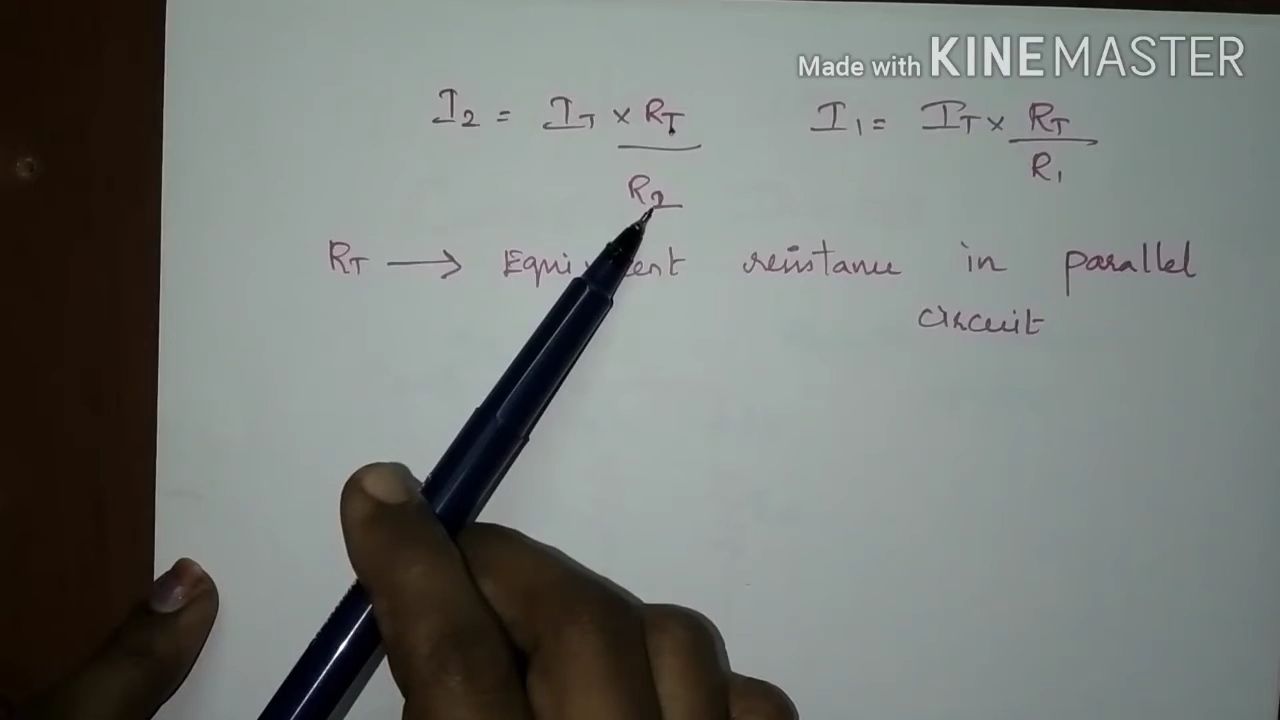 Made with KINEMASTER
I2 = IT × RT / R2    I1 = IT × RT / R1
RT → resistance in parallel
circuit